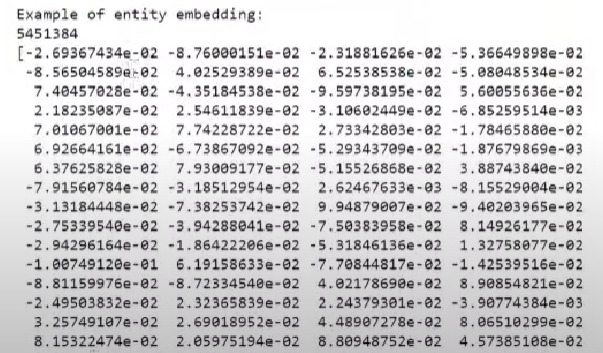 Example of entity embedding:
5451384
[-2.69367434e-02 -8.76000151e-02 -2.31881626e-02 -5.36649898e-02
-8.56504589e-02 4.02529389e-02 6.52538538e-02 -5.08048534e-02
7.40457028e-02 -4.35184538e-02 -9.59738195e-02 5.60055636e-02
2.18235087e-02 2.54611839e-02 -3.10602449e-02 -6.85259514e-03
7.01067001e-02 7.74228722e-02 2.73342803e-02 -1.78465880e-02
6.92664161e-02 -6.73867092e-02 -5.29343709e-02 -1.87679869e-03
6.37625828e-02 7.93009177e-02 -5.15526868e-02 3.88743840e-02
-7.91560784e-02 -3.18512954e-02 2.62467633e-03 -8.15529004e-02
-3.13184448e-02 -7.38253742e-02 9.94879007e-02 -9.40203965e-02
-2.75339540e-02 -3.94288041e-02 -7.50383958e-02 8.14926177e-02
-2.94296164e-02 -1.86422206e-02 -5.31846136e-02 1.32758077e-02
-1.00749120e-01 6.19158633e-02 -7.70844817e-02 -1.42539516e-02
-8.81159976e-02 -8.72334540e-02 4.02178690e-02 8.90854821e-02
-2.49503832e-02 2.32365839e-02 2.24379301e-02 -3.90774384e-03
3.25749107e-02 2.69018952e-02 4.48907278e-02 8.06510299e-02
8.15322474e-02 2.05975194e-02 8.80948752e-02 4.57385108e-02